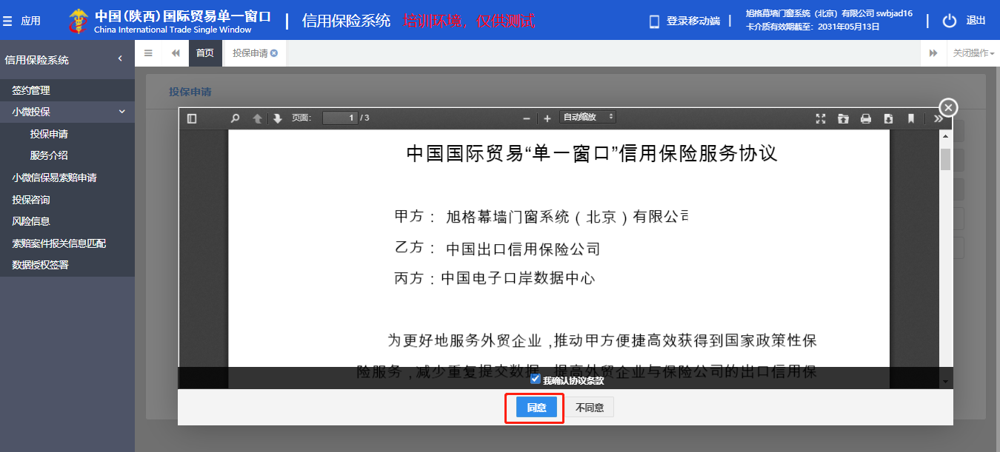 应用
中国(陕西)国际贸易单一窗口
China International Trade Single Window
信用保险系统
培训环境，仅供测试
登录移动端
旭格幕墙门窗系统（北京）有限公司 swbjad16
卡介质有效期截至：2031年05月13日
退出
信用保险系统
首页
投保申请
关闭操作
签约管理
小微投保
投保申请
服务介绍
小微信保易索赔申请
投保咨询
风险信息
索赔案件报关信息匹配
数据授权签署
投保申请
页面:
1 / 3
自动缩放
中国国际贸易“单一窗口”信用保险服务协议
甲方： 旭格幕墙门窗系统（北京）有限公司
乙方： 中国出口信用保险公司
丙方：中国电子口岸数据中心
为更好地服务外贸企业,推动甲方便捷高效获得到国家政策性保
险服务,减少重复提交数据，提高外贸企业与保险公司的出口信用保
我确认协议条款
同意
不同意